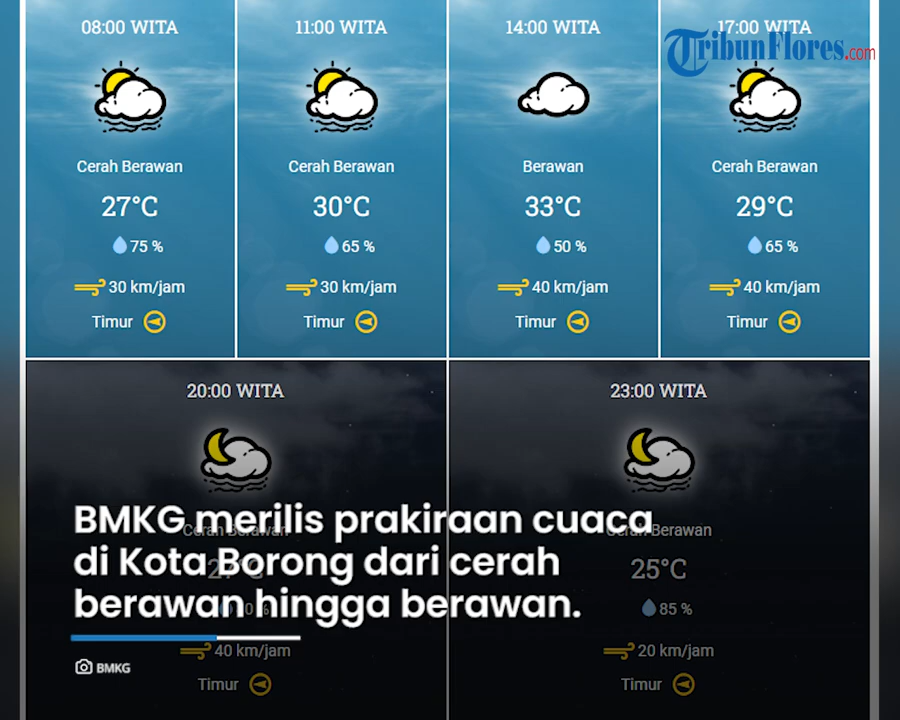 08:00 WITA
11:00 WITA
14:00 WITA
17:00 WITA
TribunFlores.com
Cerah Berawan
Cerah Berawan
Berawan
Cerah Berawan
27°C
30°C
33°C
29°C
75 %
65 %
50 %
65 %
30 km/jam
30 km/jam
40 km/jam
40 km/jam
Timur
Timur
Timur
Timur
20:00 WITA
23:00 WITA
BMKG merilis prakiraan cuaca
di Kota Borong dari cerah
berawan hingga berawan.
Cerah Berawan
Cerah Berawan
25°C
85 %
40 km/jam
20 km/jam
BMKG
Timur
Timur